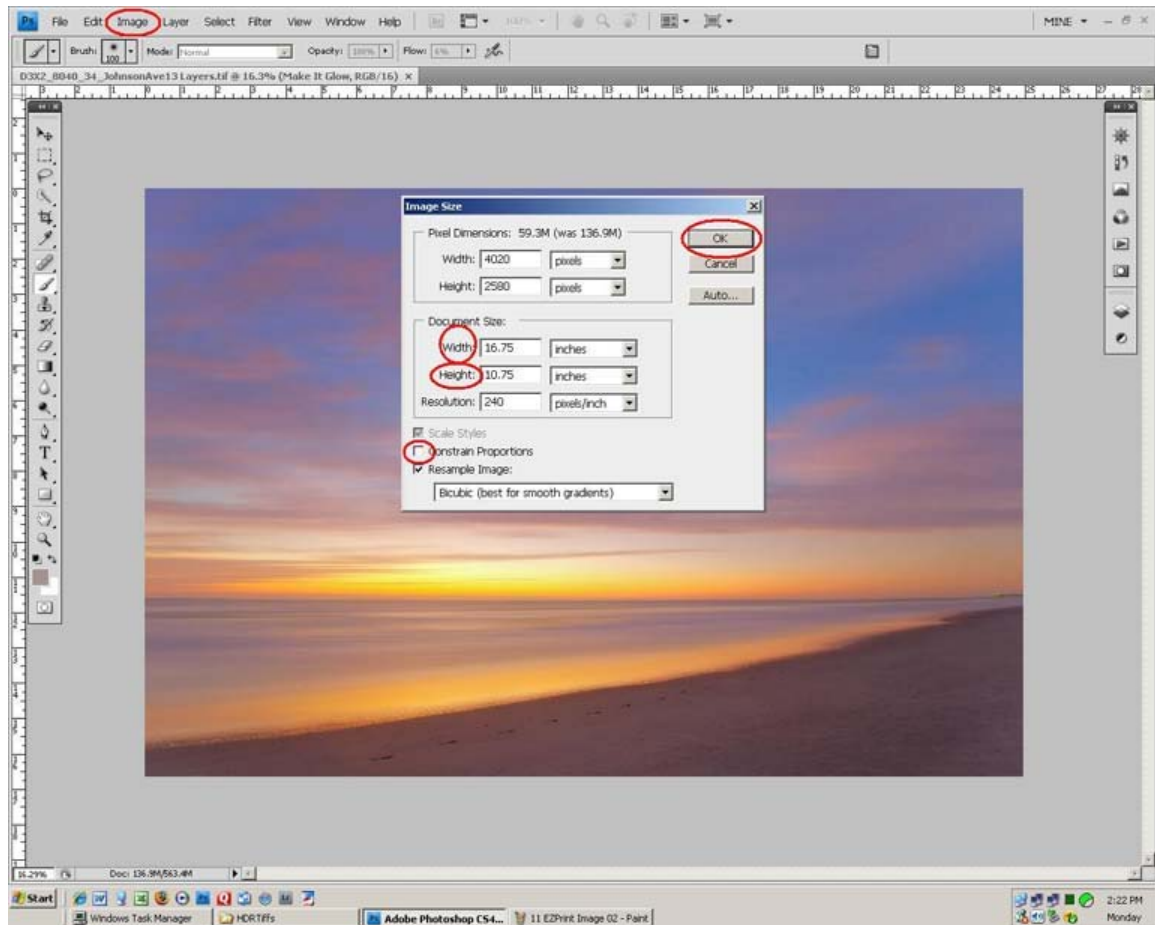 Ps File Edit Image Layer Select Filter View Window Help MINE
Brush: 100 Mode: Normal Opacity: 100% Flow: 6%
D3X2_8040_34_JohnsonAve13 Layers.tif @ 16.3% (Make It Glow, RGB/16) ×
Image Size
Pixel Dimensions: 59.3M (was 136.9M)
Width: 4020 pixels
Height: 2580 pixels
OK
Cancel
Auto...
Document Size:
Width: 16.75 inches
Height: 10.75 inches
Resolution: 240 pixels/inch
Scale Styles
Constrain Proportions
Resample Image:
Bicubic (best for smooth gradients)
16.29% Doc: 136.9M/563.4M
Start 2:22 PM
Windows Task Manager HDRTiffs Adobe Photoshop CS4... 11 EZPrint Image 02 - Paint Monday